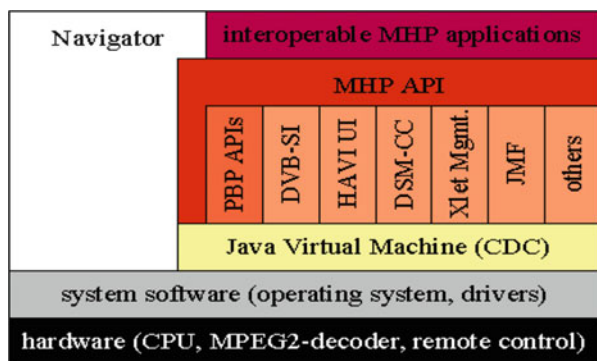 Navigator
interoperable MHP applications
MHP API
PBP APIs
DVB-SI
HAVI UI
DSM-CC
Xlet Mgmt.
JMF
others
Java Virtual Machine (CDC)
system software (operating system, drivers)
hardware (CPU, MPEG2-decoder, remote control)